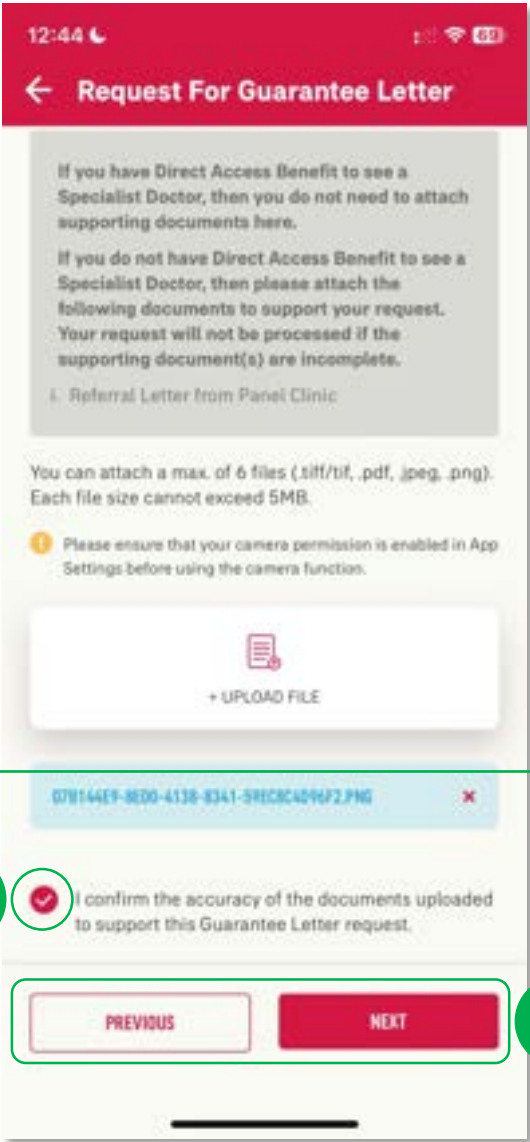 12:44
69
Request For Guarantee Letter
If you have Direct Access Benefit to see a
Specialist Doctor, then you do not need to attach
supporting documents here.
If you do not have Direct Access Benefit to see a
Specialist Doctor, then please attach the
following documents to support your request.
Your request will not be processed if the
supporting document(s) are incomplete.
i. Referral Letter from Panel Clinic
You can attach a max. of 6 files (.tiff/tif, .pdf, .jpeg, .png).
Each file size cannot exceed 5MB.
Please ensure that your camera permission is enabled in App
Settings before using the camera function.
+ UPLOAD FILE
I confirm the accuracy of the documents uploaded
to support this Guarantee Letter request.
PREVIOUS
NEXT